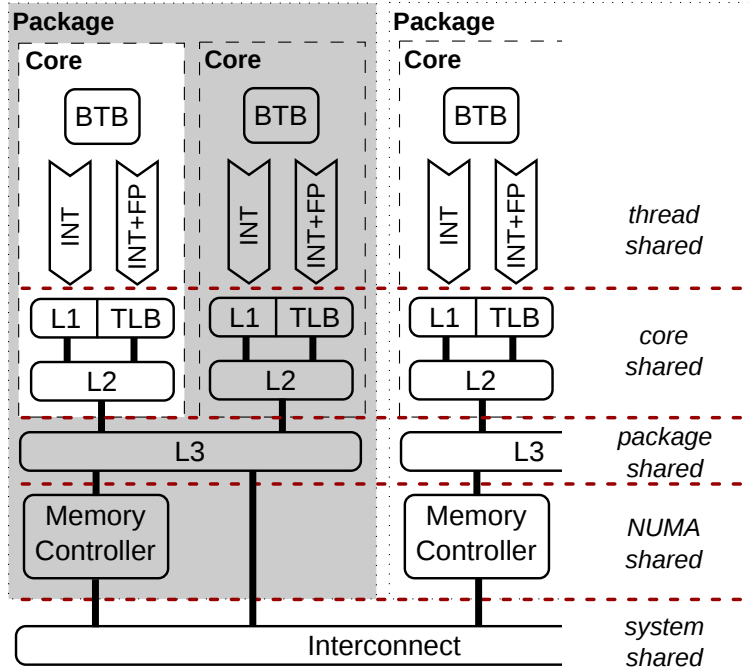 Package
Package
Core
Core
Core
BTB
BTB
BTB
INT
INT+FP
INT
INT+FP
INT
INT+FP
thread
shared
L1
TLB
L1
TLB
L1
TLB
core
shared
L2
L2
L2
L3
L3
package
shared
Memory
Controller
Memory
Controller
NUMA
shared
Interconnect
system
shared